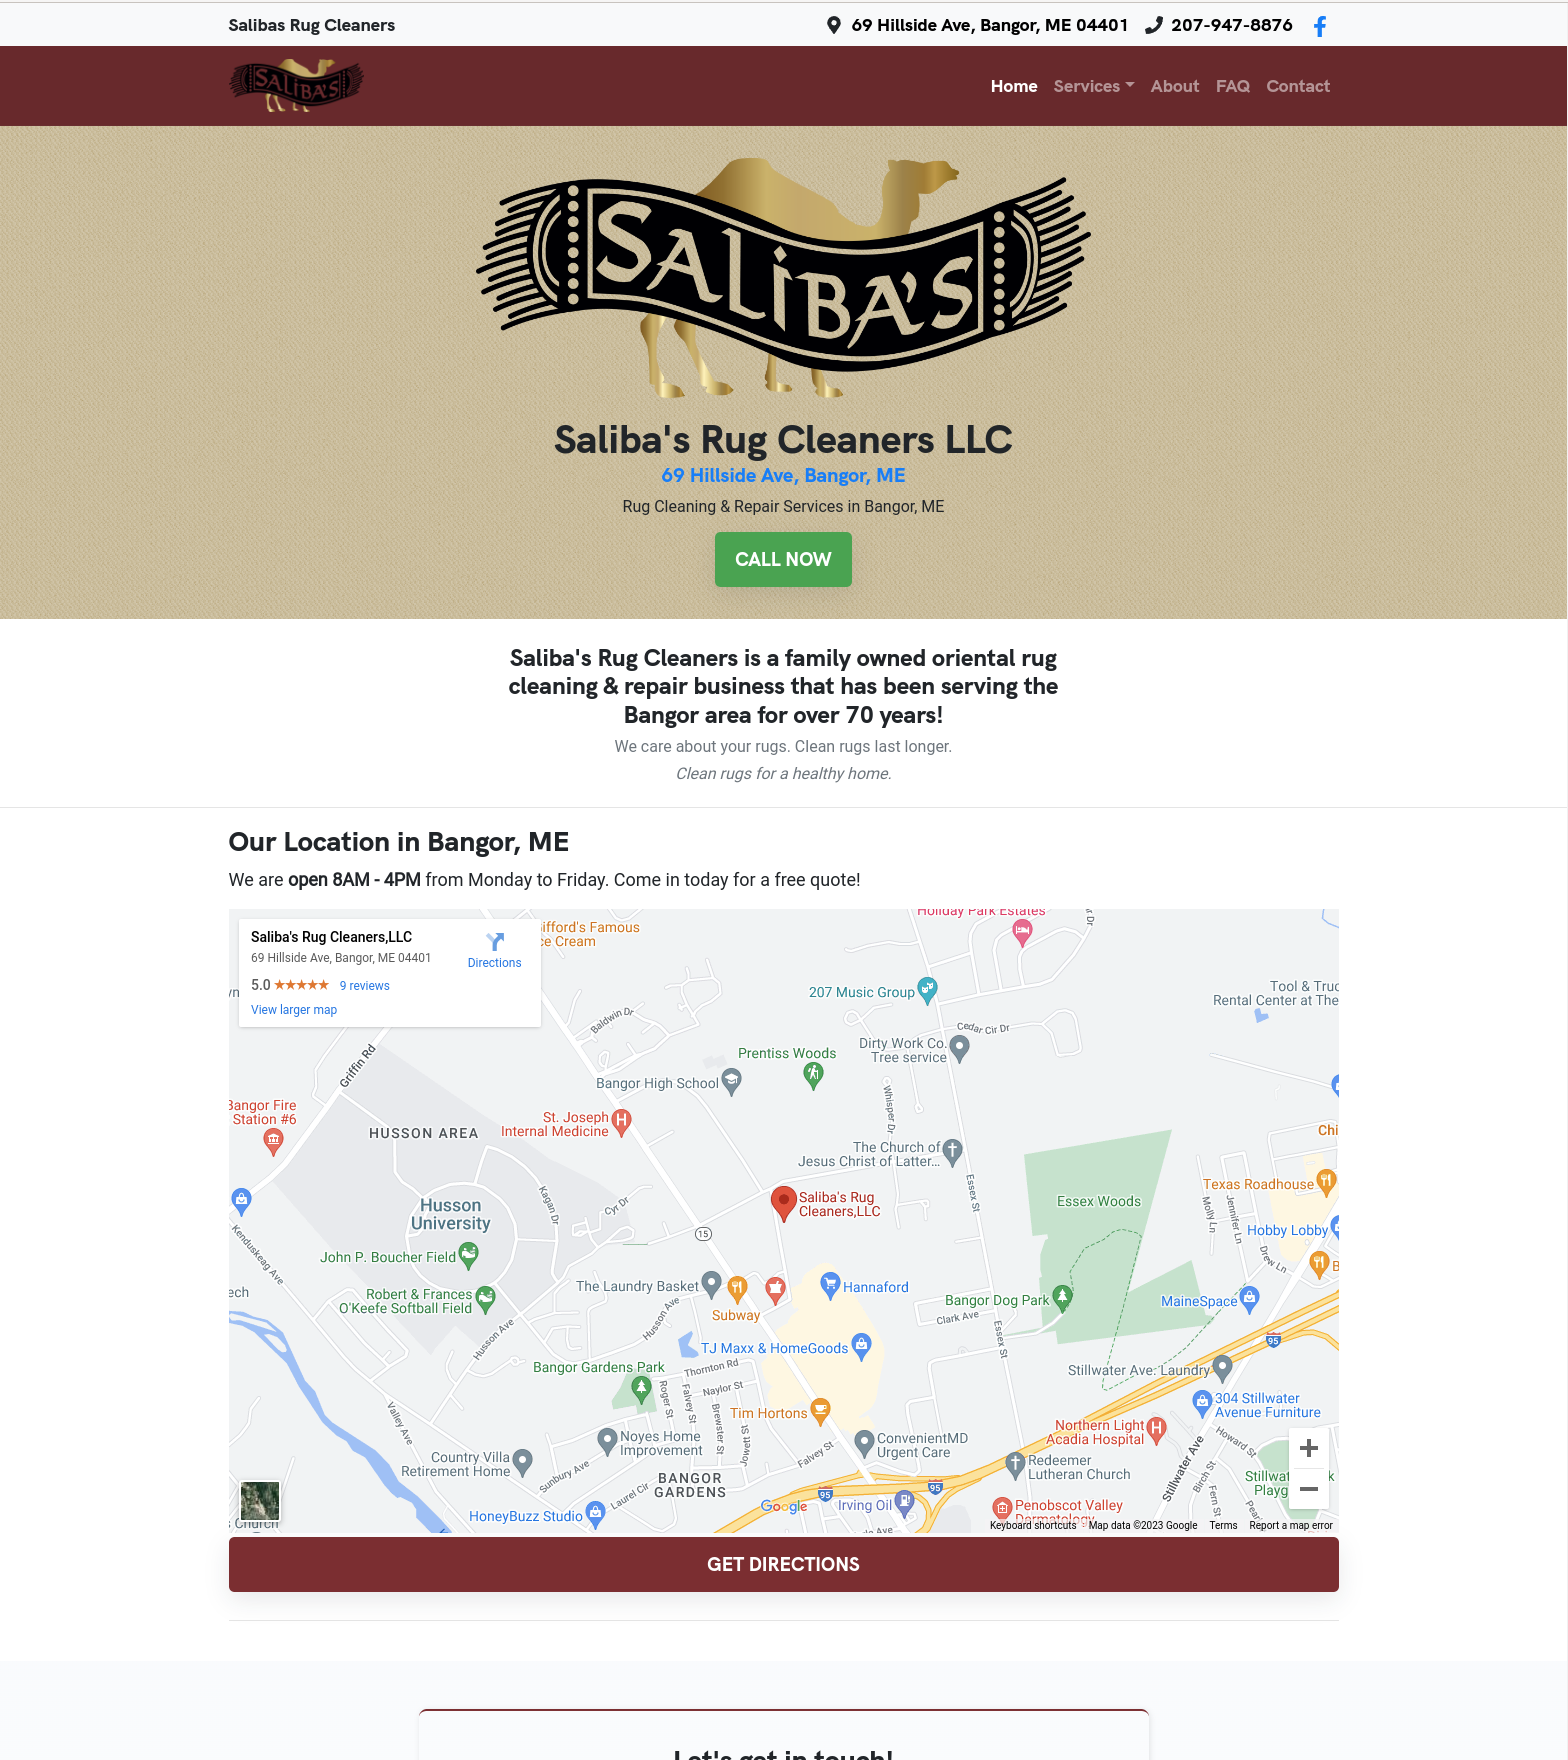 Salibas Rug Cleaners
69 Hillside Ave, Bangor, ME 04401
207-947-8876
SALiBA'S
Home
Services
About
FAQ
Contact
SALiBA'S
Saliba's Rug Cleaners LLC
69 Hillside Ave, Bangor, ME
Rug Cleaning & Repair Services in Bangor, ME
CALL NOW
Saliba's Rug Cleaners is a family owned oriental rug
cleaning & repair business that has been serving the
Bangor area for over 70 years!
We care about your rugs. Clean rugs last longer.
Clean rugs for a healthy home.
Our Location in Bangor, ME
We are open 8AM - 4PM from Monday to Friday. Come in today for a free quote!
Saliba's Rug Cleaners,LLC
69 Hillside Ave, Bangor, ME 04401
Directions
5.0
9 reviews
View larger map
ifford's Famous
ce Cream
Holiday Park Estates
207 Music Group
Tool & Truc
Rental Center at The
Baldwin Dr
Cedar Cir Dr
Dirty Work Co.
Tree service
Prentiss Woods
Griffin Rd
Bangor High School
Whisper Dr
Bangor Fire
Station #6
St. Joseph
Internal Medicine
HUSSON AREA
Chi
The Church of
Jesus Christ of Latter...
Essex St
Texas Roadhouse
Saliba's Rug
Cleaners,LLC
Essex Woods
Kagan Dr
Cyr Dr
Husson
University
Molly Ln
Jennifer Ln
Hobby Lobby
15
Kenduskeag Ave
John P. Boucher Field
Drew Ln
B
The Laundry Basket
Hannaford
ech
Robert & Frances
O'Keefe Softball Field
Bangor Dog Park
MaineSpace
Subway
Clark Ave
Husson Ave
Husson Ave
Essex St
95
TJ Maxx & HomeGoods
Bangor Gardens Park
Thornton Rd
Stillwater Ave. Laundry
Naylor St
Roger St
Falvey St
304 Stillwater
Avenue Furniture
Valley Ave
Brewster St
Tim Hortons
Jowett St
Northern Light
Acadia Hospital
Noyes Home
Improvement
ConvenientMD
Urgent Care
Howard St
Stillwater Ave
Country Villa
Retirement Home
Falvey St
Redeemer
Lutheran Church
Sunbury Ave
BANGOR
GARDENS
Birch St
Laurel Cir
95
95
Fern St
Google
Irving Oil
Penobscot Valley
Dermatology
HoneyBuzz Studio
s Church
Keyboard shortcuts
Map data ©2023 Google
Terms
Report a map error
GET DIRECTIONS
Let's get in touch!